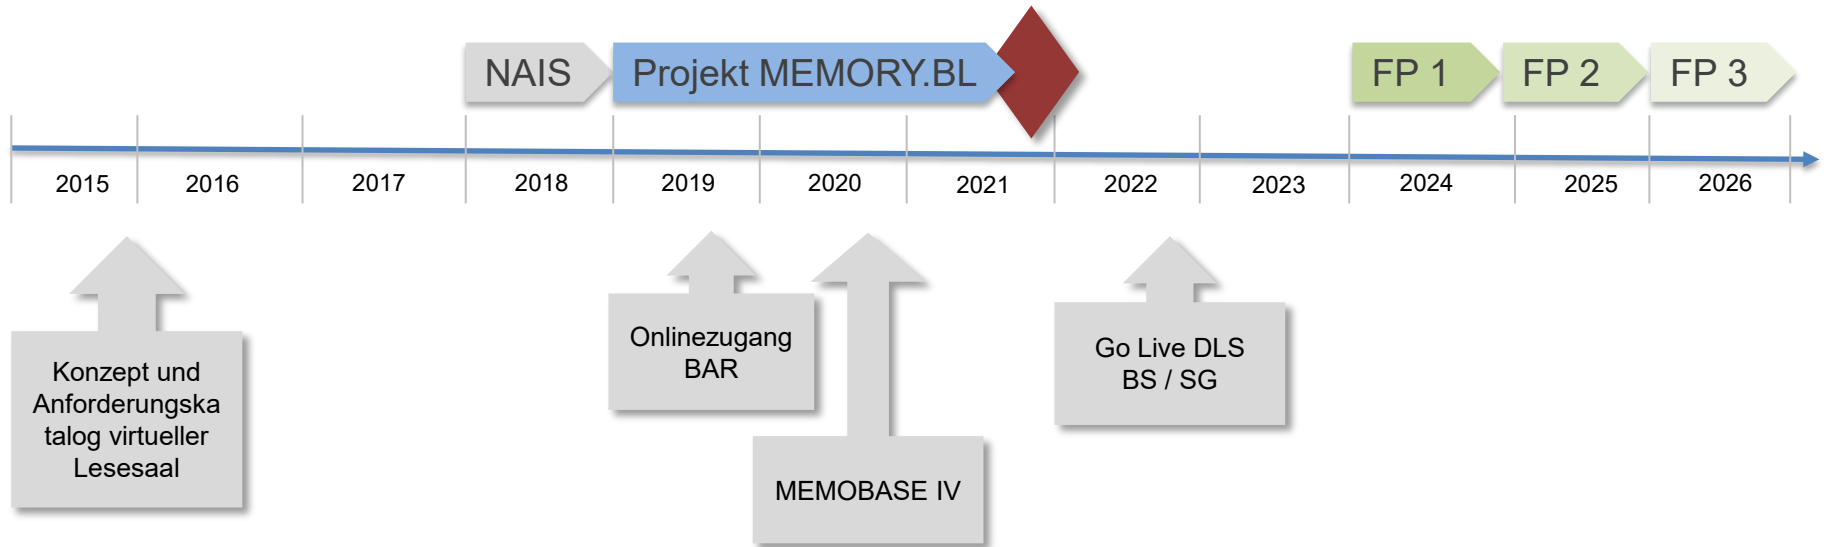 NAIS
Projekt MEMORY.BL
FP 1
FP 2
FP 3
2015
2016
2017
2018
2019
2020
2021
2022
2023
2024
2025
2026
Konzept und
Anforderungska
talog virtueller
Lesesaal
Onlinezugang
BAR
MEMOBASE IV
Go Live DLS
BS / SG